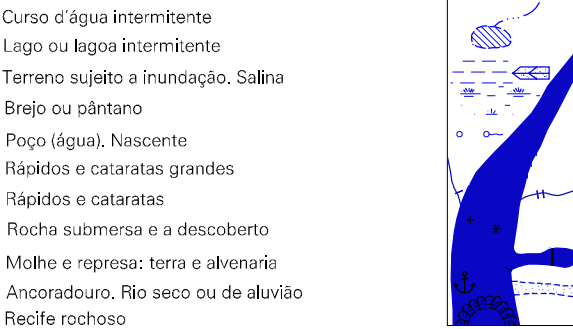 Curso d'água intermitente
Lago ou lagoa intermitente
Terreno sujeito a inundação. Salina
Brejo ou pântano
Poço (água). Nascente
Rápidos e cataratas grandes
Rápidos e cataratas
Rocha submersa e a descoberto
Molhe e represa: terra e alvenaria
Ancoradouro. Rio seco ou de aluvião
Recife rochoso